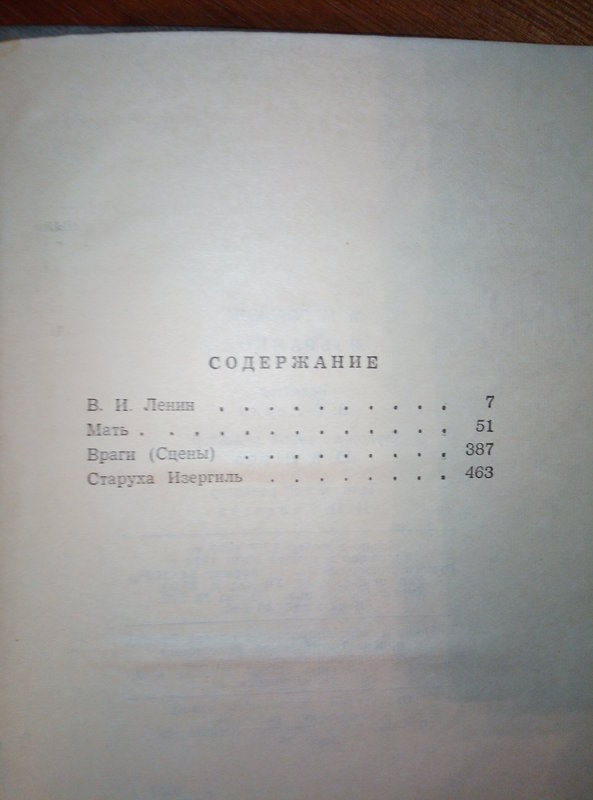 СОДЕРЖАНИЕ
В. И. Ленин . . . . . . . . . . 7
Мать . . . . . . . . . . . . . 51
Враги (Сцены) . . . . . . . . . 387
Старуха Изергиль . . . . . . . . 463